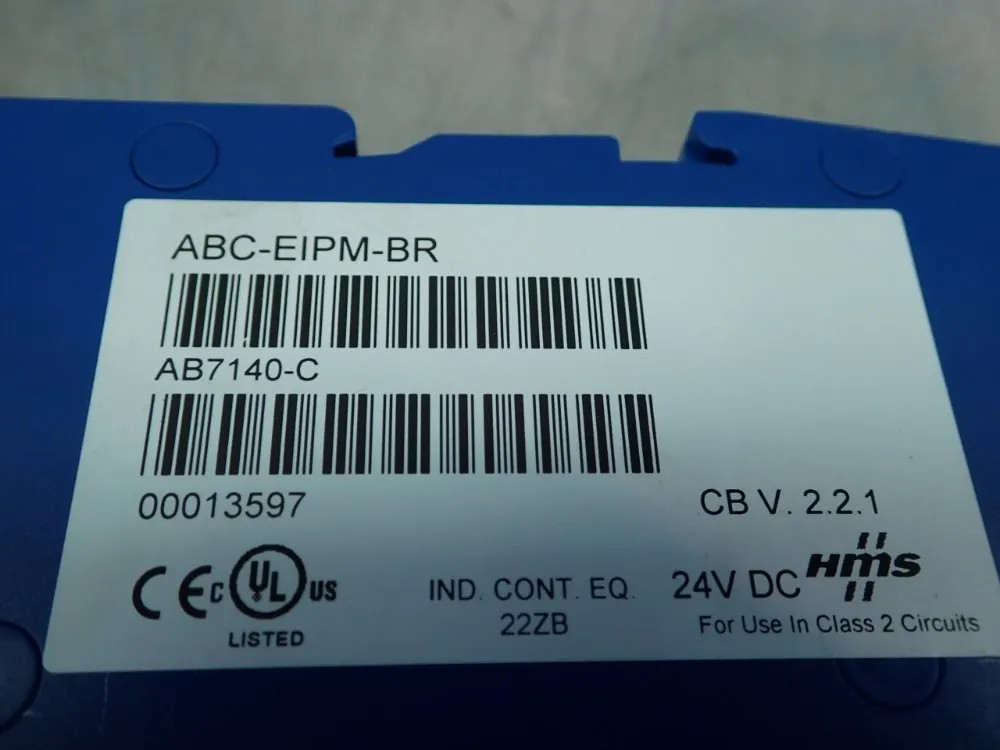 ABC-EIPM-BR
AB7140-C
00013597
CB V. 2.2.1
CE
C UL US
LISTED
IND. CONT. EQ.
22ZB
24V DC
HMS
For Use In Class 2 Circuits